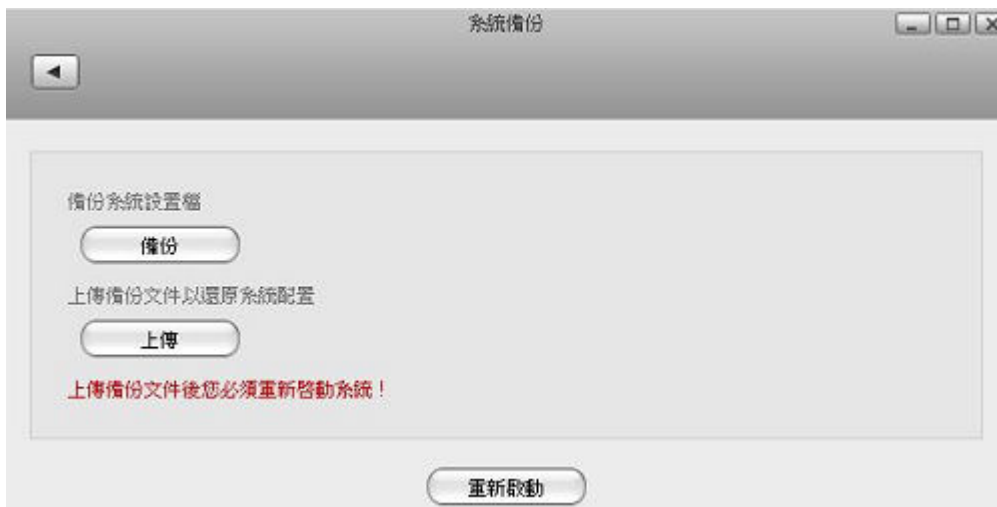 系統備份
備份系統設置檔
備份
上傳備份文件以還原系統配置
上傳
上傳備份文件後您必須重新啓動系統！
重新啟動